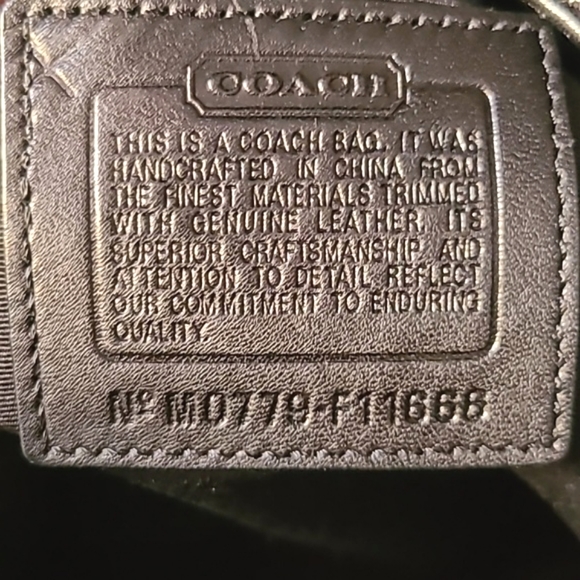 COACH
THIS IS A COACH BAG. IT WAS
HANDCRAFTED IN CHINA FROM
THE FINEST MATERIALS TRIMMED
WITH GENUINE LEATHER. ITS
SUPERIOR CRAFTSMANSHIP AND
ATTENTION TO DETAIL REFLECT
OUR COMMITMENT TO ENDURING
QUALITY.
Nº M0779-F11666